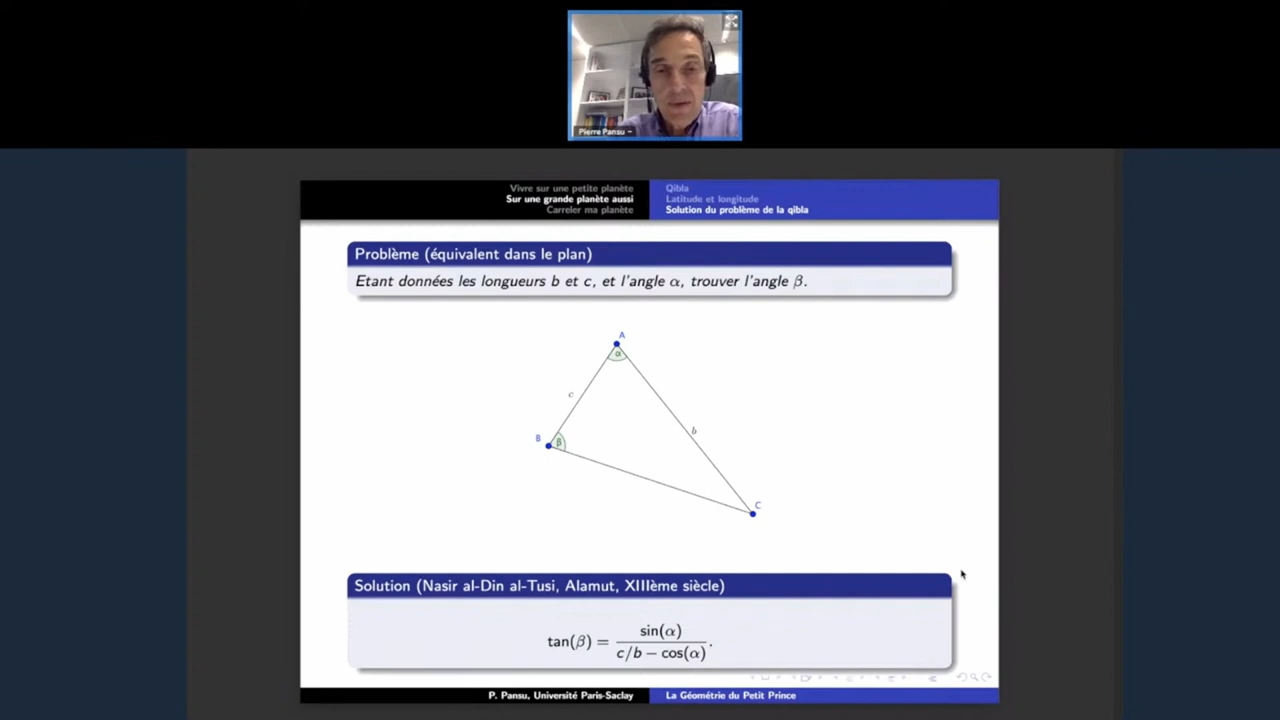 Pierre Pansu
Vivre sur une petite planète
Sur une grande planète aussi
Carreler ma planète
Qibla
Latitude et longitude
Solution du problème de la qibla
Problème (équivalent dans le plan)
Etant données les longueurs b et c, et l'angle α, trouver l'angle β.
A
α
c
B
β
b
C
Solution (Nasir al-Din al-Tusi, Alamut, XIIIème siècle)
tan(β) = sin(α) / (c/b − cos(α)).
P. Pansu, Université Paris-Saclay
La Géométrie du Petit Prince